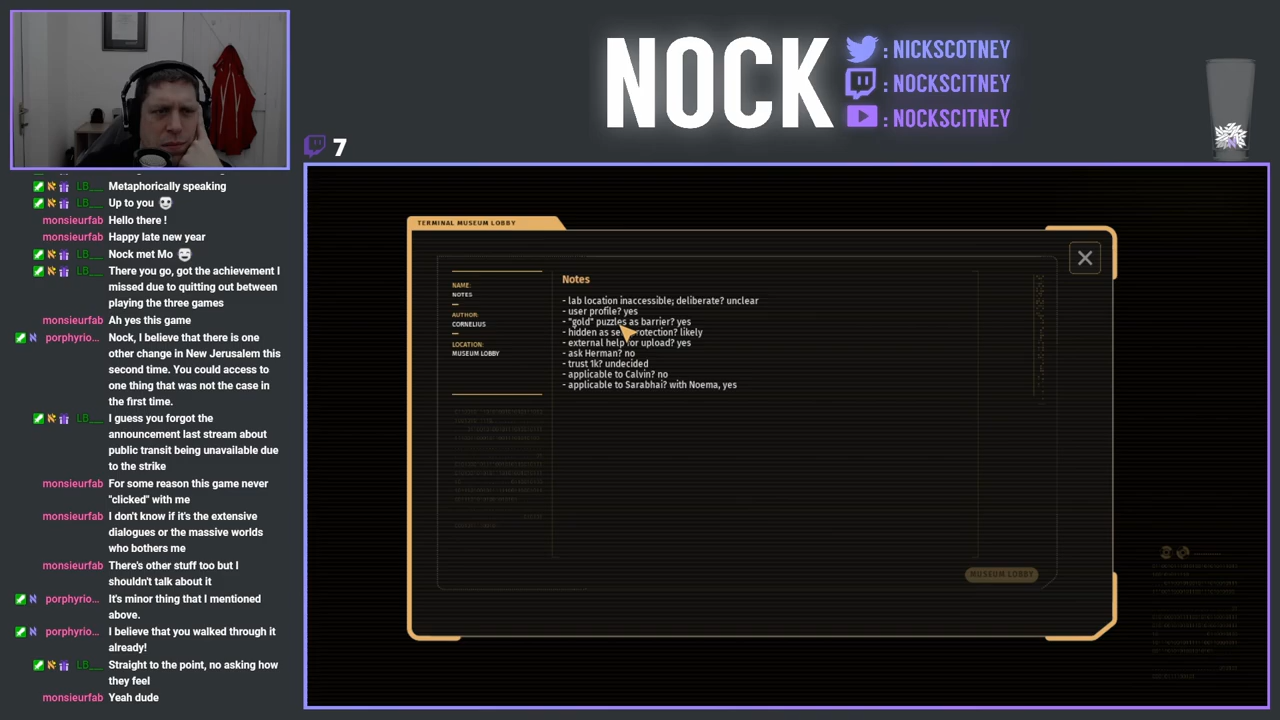 NOCK
: NICKSCOTNEY
: NOCKSCITNEY
: NOCKSCITNEY
7
LB__ Metaphorically speaking
LB__ Up to you
monsieurfab Hello there !
monsieurfab Happy late new year
LB__ Nock met Mo
LB__ There you go, got the achievement I
missed due to quitting out between
playing the three games
monsieurfab Ah yes this game
porphyrio... Nock, I believe that there is one
other change in New Jerusalem this
second time. You could access to
one thing that was not the case in
the first time.
LB__ I guess you forgot the
announcement last stream about
public transit being unavailable due
to the strike
monsieurfab For some reason this game never
"clicked" with me
monsieurfab I don't know if it's the extensive
dialogues or the massive worlds
who bothers me
monsieurfab There's other stuff too but I
shouldn't talk about it
porphyrio... It's minor thing that I mentioned
above.
porphyrio... I believe that you walked through it
already!
LB__ Straight to the point, no asking how
they feel
monsieurfab Yeah dude
TERMINAL MUSEUM LOBBY
NAME:
NOTES
AUTHOR:
CORNELIUS
LOCATION:
MUSEUM LOBBY
Notes
- lab location inaccessible; deliberate? unclear
- user profile? yes
- "gold" puzzles as barrier? yes
- hidden as se rotection? likely
- external help for upload? yes
- ask Herman? no
- trust 1k? undecided
- applicable to Calvin? no
- applicable to Sarabhai? with Noema, yes
MUSEUM LOBBY